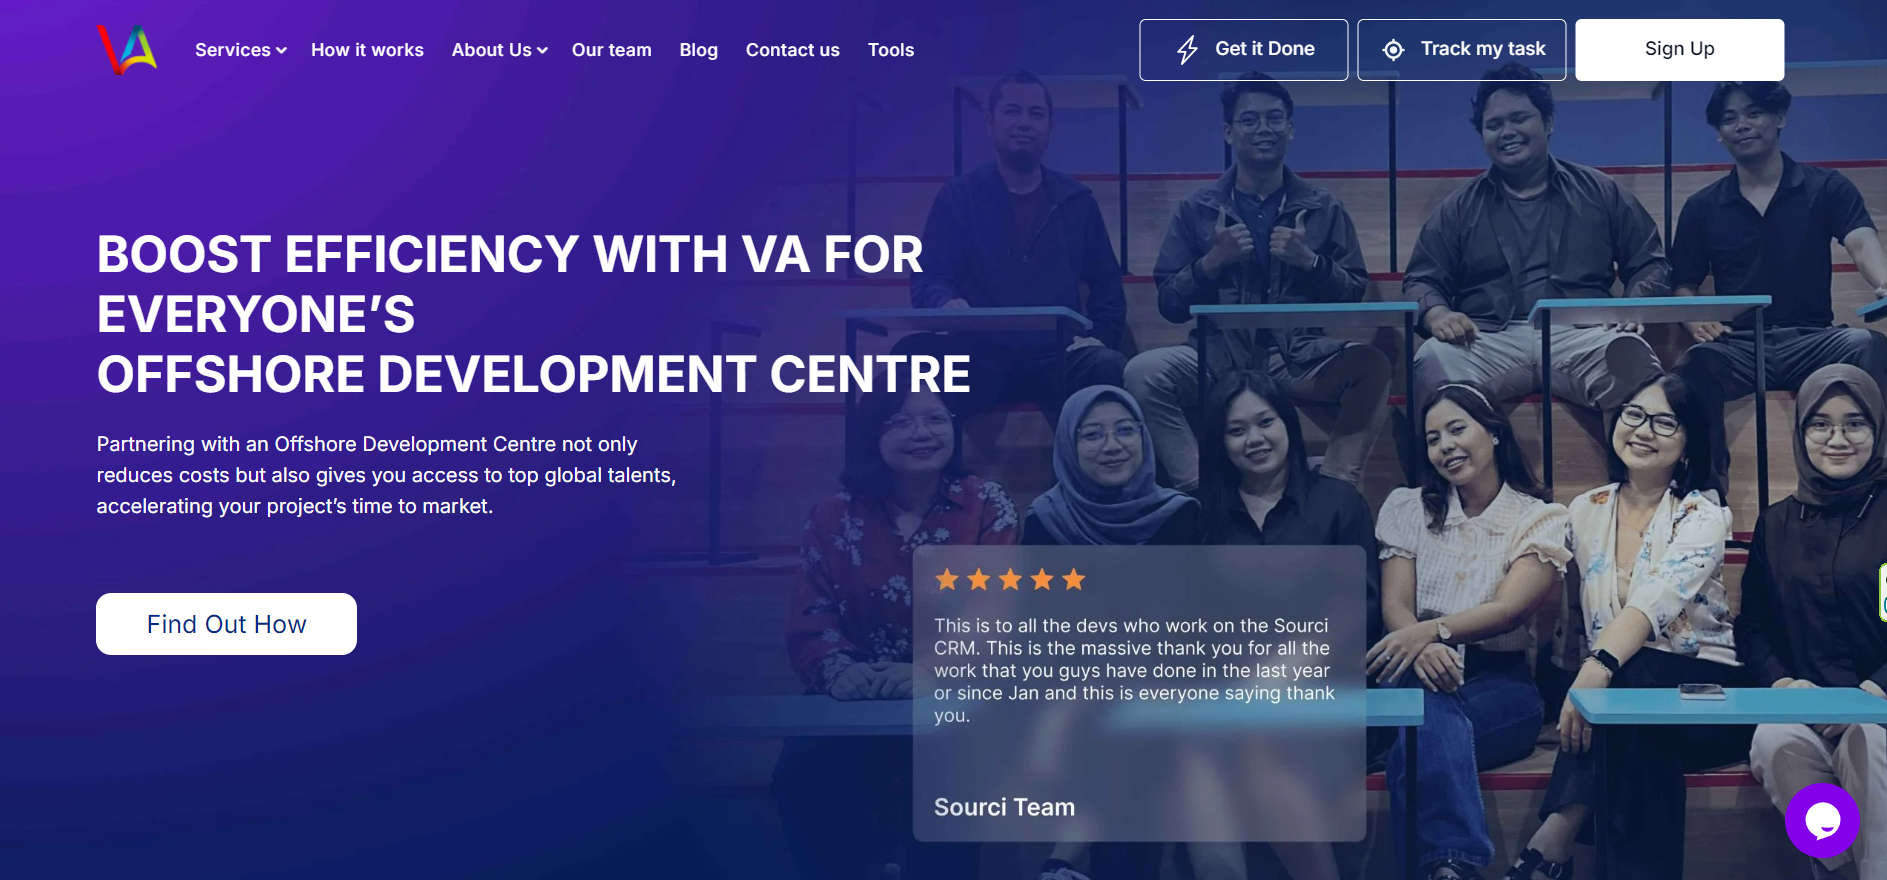 VA
Services
How it works
About Us
Our team
Blog
Contact us
Tools
Get it Done
Track my task
Sign Up
BOOST EFFICIENCY WITH VA FOR
EVERYONE’S
OFFSHORE DEVELOPMENT CENTRE
Partnering with an Offshore Development Centre not only
reduces costs but also gives you access to top global talents,
accelerating your project’s time to market.
Find Out How
This is to all the devs who work on the Sourci
CRM. This is the massive thank you for all the
work that you guys have done in the last year
or since Jan and this is everyone saying thank
you.
Sourci Team